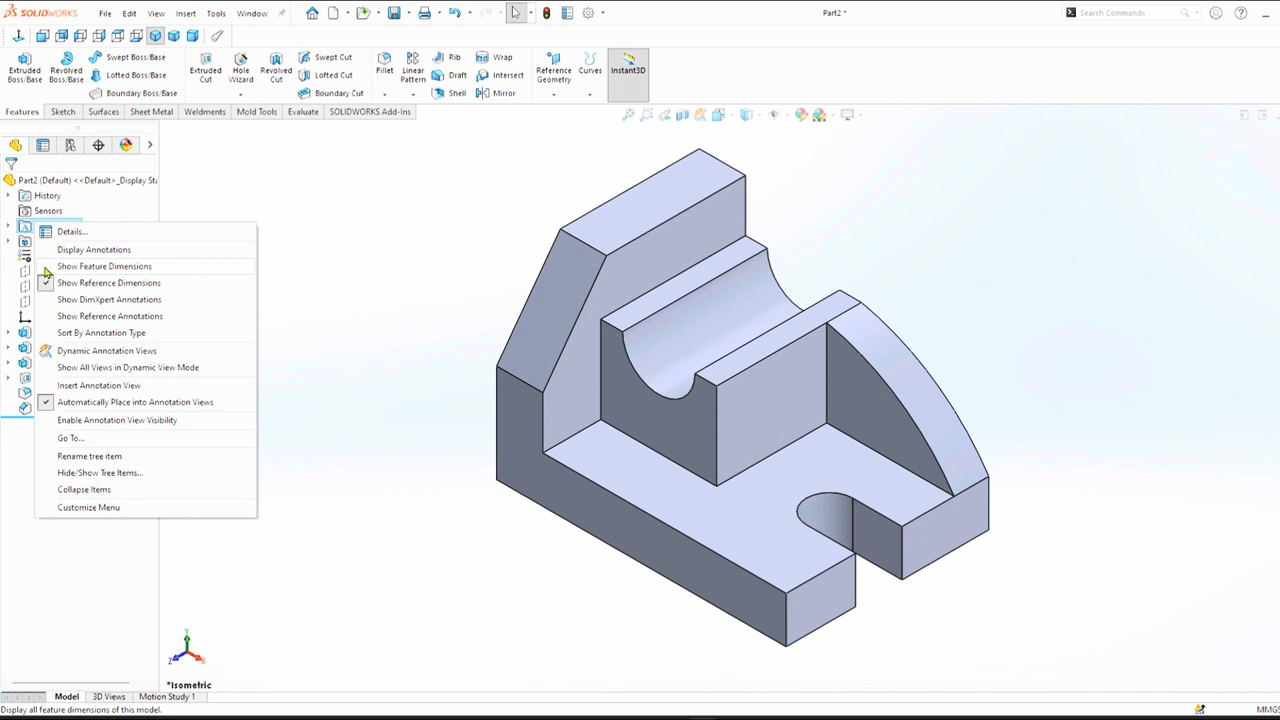 SOLIDWORKS File Edit View Insert Tools Window Part2 * Search Commands
Extruded Boss/Base
Revolved Boss/Base
Swept Boss/Base
Lofted Boss/Base
Boundary Boss/Base
Extruded Cut
Hole Wizard
Revolved Cut
Swept Cut
Lofted Cut
Boundary Cut
Fillet
Linear Pattern
Rib
Draft
Shell
Wrap
Intersect
Mirror
Reference Geometry
Curves
Instant3D
Features Sketch Surfaces Sheet Metal Weldments Mold Tools Evaluate SOLIDWORKS Add-Ins
Part2 (Default) <<Default>_Display Sta
History
Sensors
Details...
Display Annotations
Show Feature Dimensions
Show Reference Dimensions
Show DimXpert Annotations
Show Reference Annotations
Sort By Annotation Type
Dynamic Annotation Views
Show All Views in Dynamic View Mode
Insert Annotation View
Automatically Place into Annotation Views
Enable Annotation View Visibility
Go To...
Rename tree item
Hide/Show Tree Items...
Collapse Items
Customize Menu
Y
Z X
*Isometric
Model 3D Views Motion Study 1
Display all feature dimensions of this model. MMGS